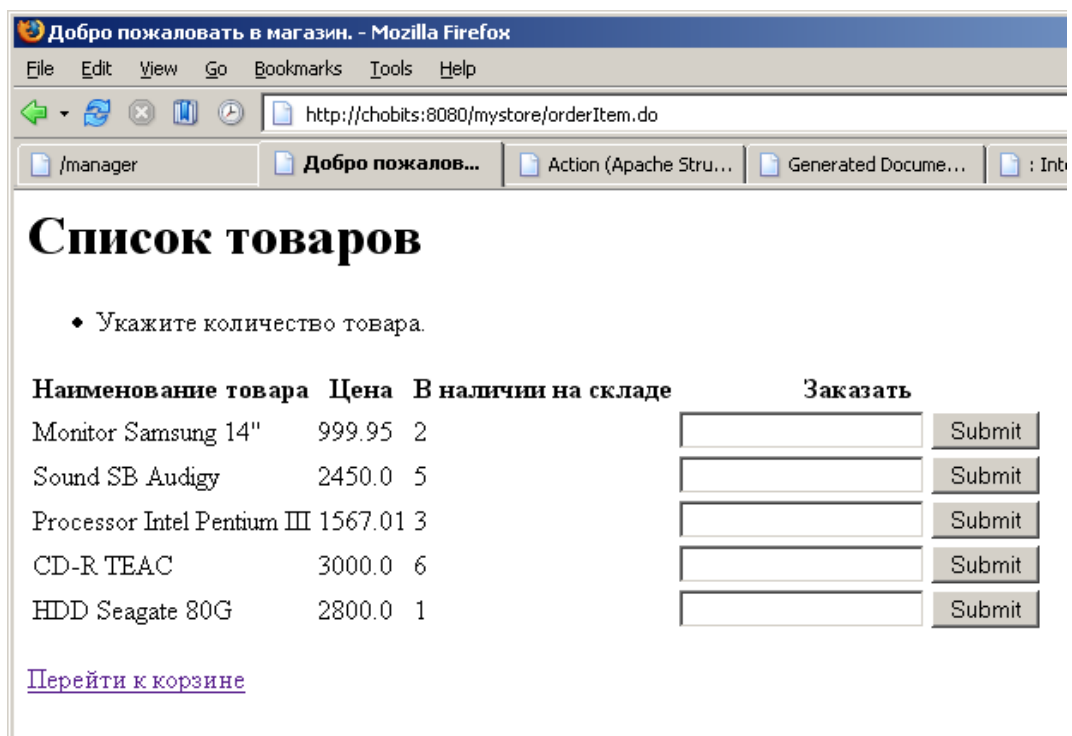 Добро пожаловать в магазин. - Mozilla Firefox
File Edit View Go Bookmarks Tools Help
http://chobits:8080/mystore/orderItem.do
/manager Добро пожалов... Action (Apache Stru... Generated Docume... : Int
Список товаров
• Укажите количество товара.
Наименование товара Цена В наличии на складе Заказать
Monitor Samsung 14" 999.95 2 Submit
Sound SB Audigy 2450.0 5 Submit
Processor Intel Pentium III 1567.01 3 Submit
CD-R TEAC 3000.0 6 Submit
HDD Seagate 80G 2800.0 1 Submit
Перейти к корзине